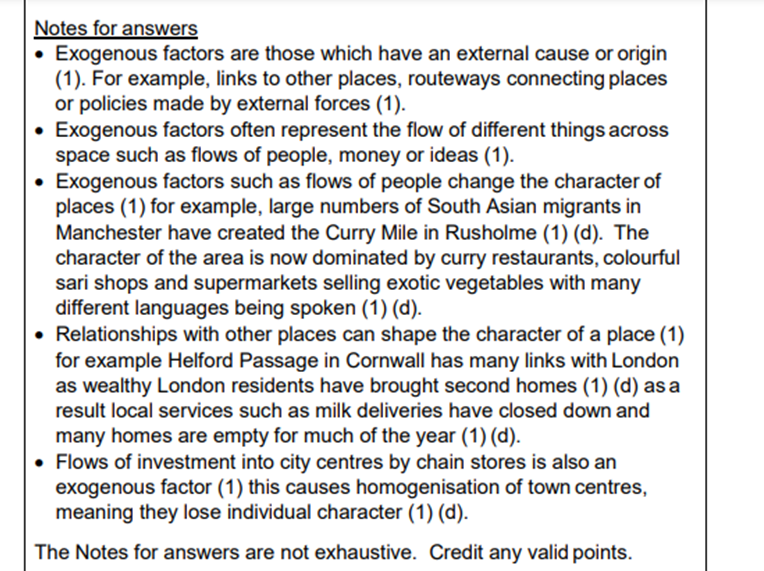 Notes for answers
• Exogenous factors are those which have an external cause or origin
(1). For example, links to other places, routeways connecting places
or policies made by external forces (1).
• Exogenous factors often represent the flow of different things across
space such as flows of people, money or ideas (1).
• Exogenous factors such as flows of people change the character of
places (1) for example, large numbers of South Asian migrants in
Manchester have created the Curry Mile in Rusholme (1) (d). The
character of the area is now dominated by curry restaurants, colourful
sari shops and supermarkets selling exotic vegetables with many
different languages being spoken (1) (d).
• Relationships with other places can shape the character of a place (1)
for example Helford Passage in Cornwall has many links with London
as wealthy London residents have brought second homes (1) (d) as a
result local services such as milk deliveries have closed down and
many homes are empty for much of the year (1) (d).
• Flows of investment into city centres by chain stores is also an
exogenous factor (1) this causes homogenisation of town centres,
meaning they lose individual character (1) (d).
The Notes for answers are not exhaustive. Credit any valid points.